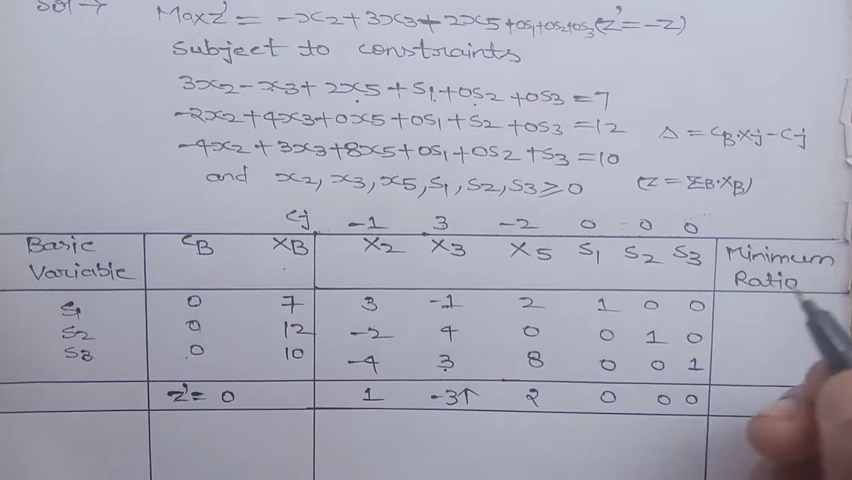 Sol →
Max z' = -x2 + 3x3 - 2x5 + 0s1 + 0s2 + 0s3 (z' = -z)
Subject to constraints
3x2 - x3 + 2x5 + s1 + 0s2 + 0s3 = 7
-2x2 + 4x3 + 0x5 + 0s1 + s2 + 0s3 = 12 Δ = CB.xj - cj
-4x2 + 3x3 + 8x5 + 0s1 + 0s2 + s3 = 10
and x2, x3, x5, s1, s2, s3 ≥ 0 (z = ΣB.XB)
Cj -1 3 -2 0 0 0
Basic Variable CB XB X2 X3 X5 S1 S2 S3 Minimum Ratio
S1 0 7 3 -1 2 1 0 0
S2 0 12 -2 4 0 0 1 0
S3 0 10 -4 3 8 0 0 1
z' = 0 1 -3↑ 2 0 0 0